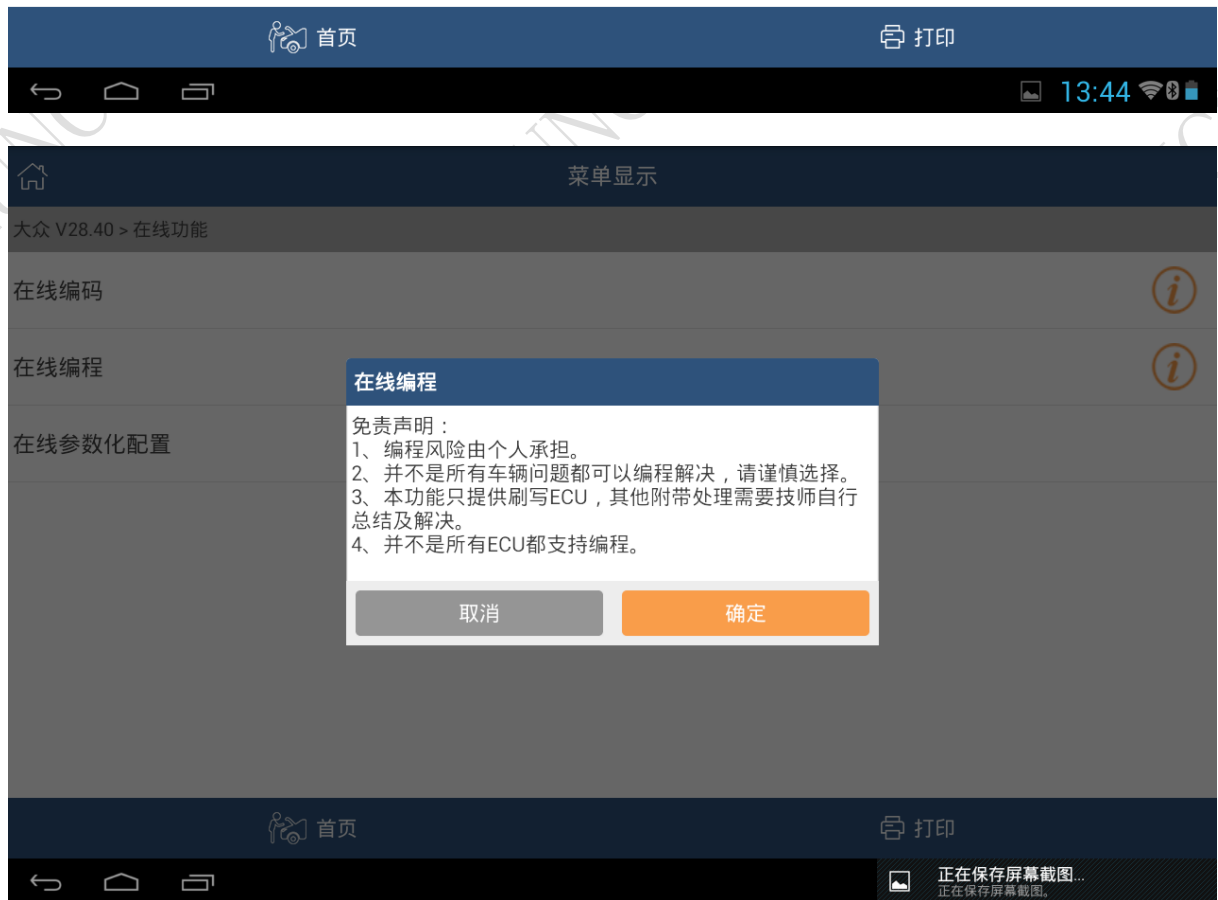 首页
打印
13:44
菜单显示
大众 V28.40 > 在线功能
在线编码
在线编程
在线参数化配置
在线编程
免责声明：
1、编程风险由个人承担。
2、并不是所有车辆问题都可以编程解决，请谨慎选择。
3、本功能只提供刷写ECU，其他附带处理需要技师自行
总结及解决。
4、并不是所有ECU都支持编程。
取消
确定
首页
打印
正在保存屏幕截图...
正在保存屏幕截图。